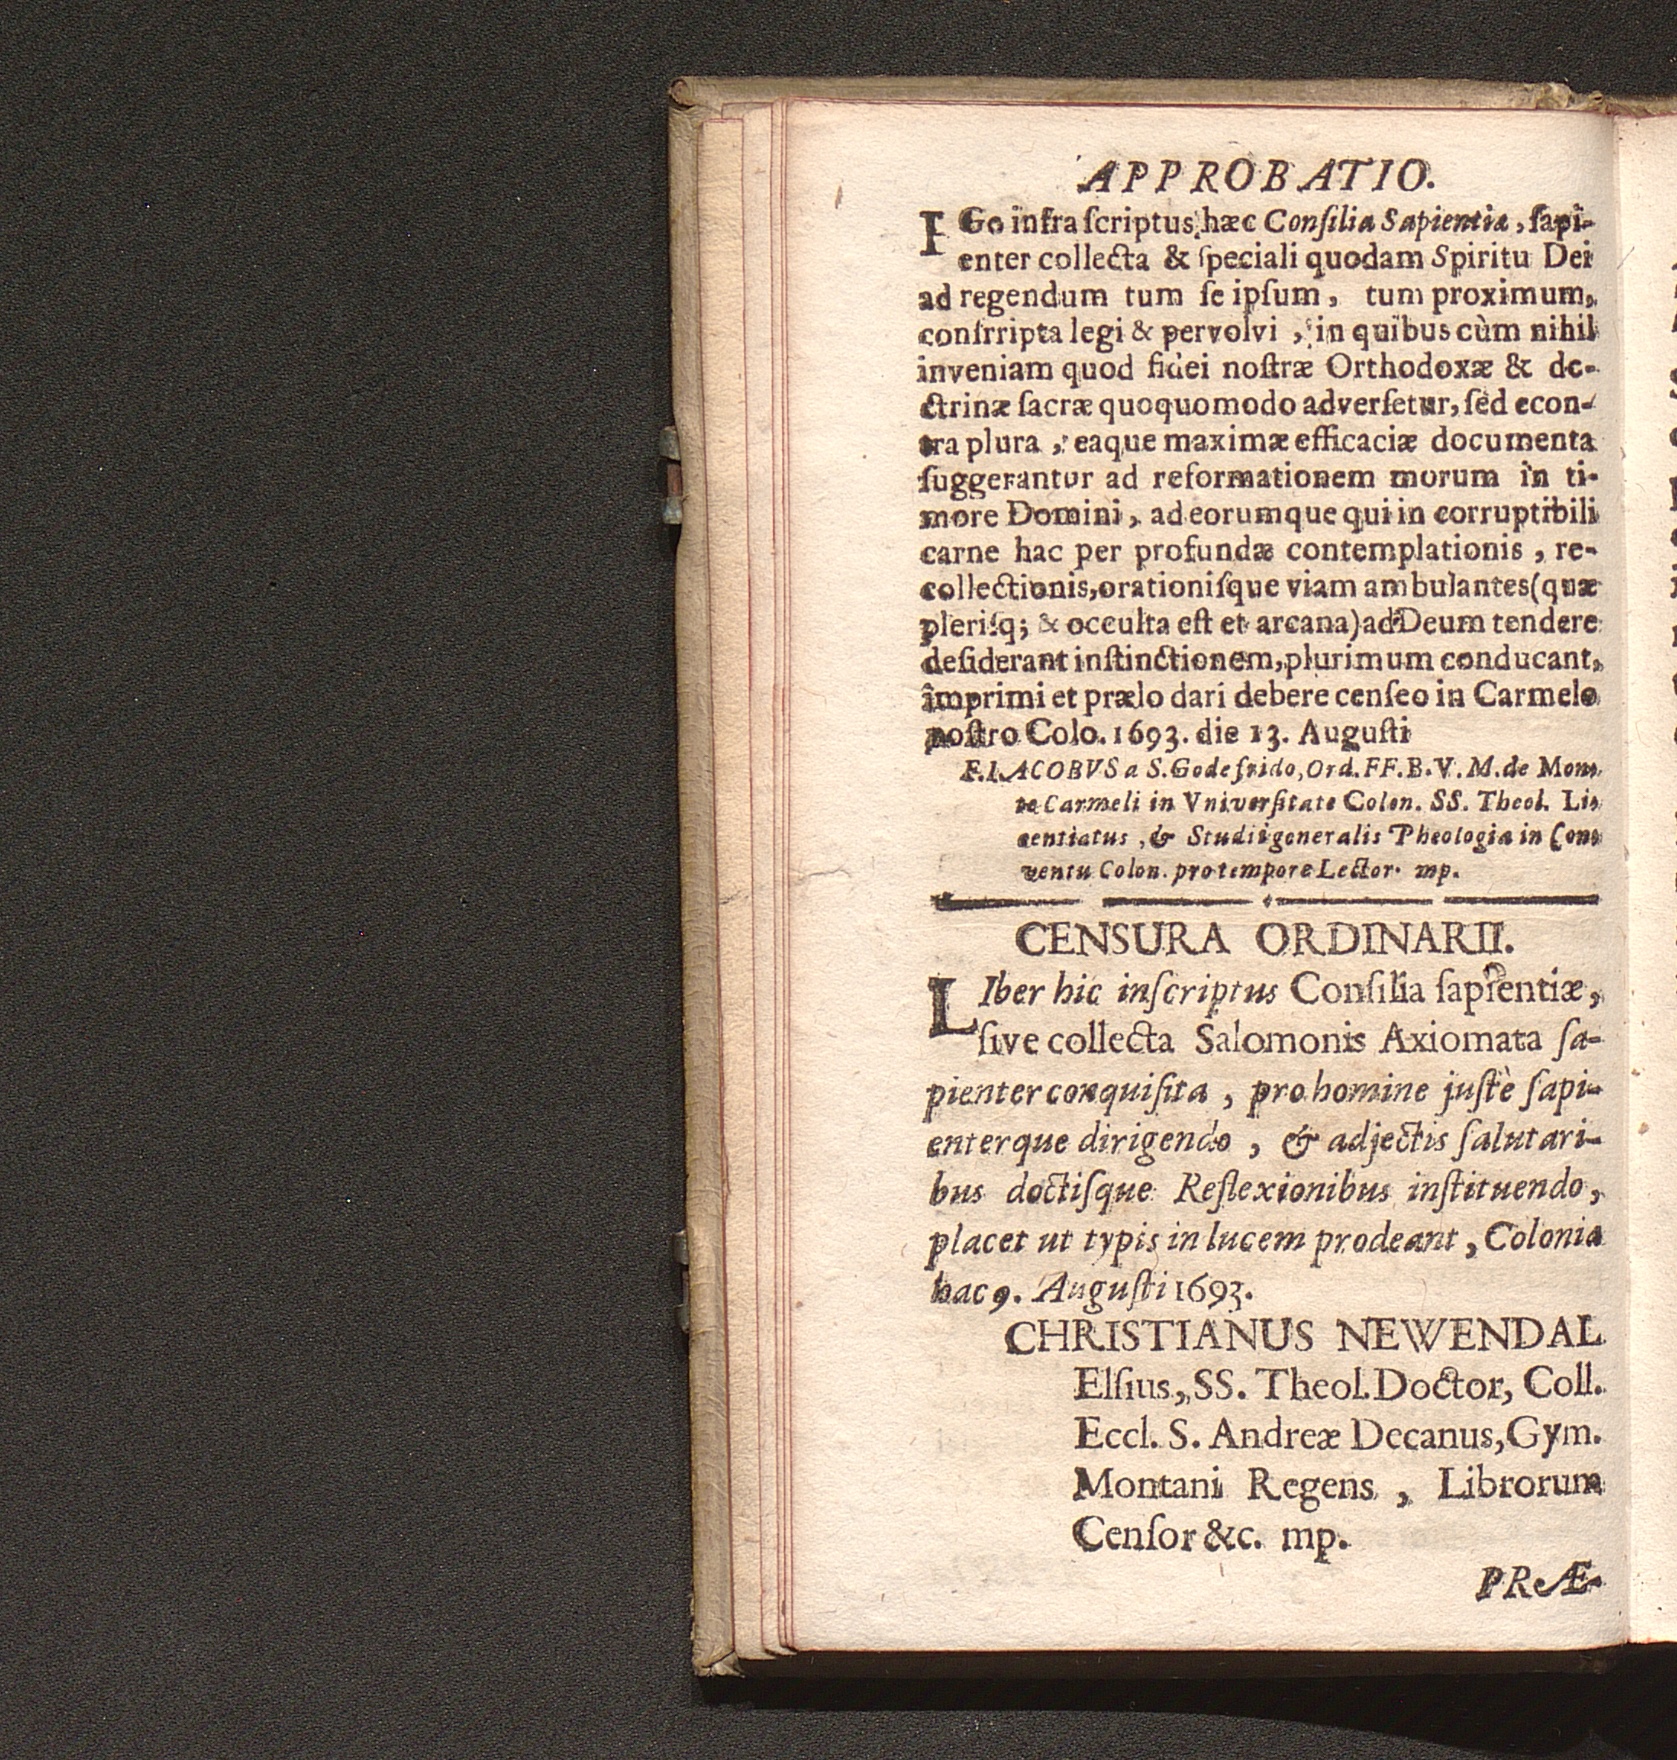 APPROBATIO.
EGo infra ſcriptus hæc Conſilia Sapientiæ, ſapi-
enter collecta & ſpeciali quodam Spiritu Dei
ad regendum tum ſe ipſum, tum proximum,
conſrripta legi & pervolvi, in quibus cùm nihil
inveniam quod fidei noſtræ Orthodoxæ & do-
ctrinæ ſacræ quoquomodo adverſetur, ſed econ-
tra plura, eaque maximæ efficaciæ documenta
ſuggerantur ad reformationem morum in ti-
more Domini, ad eorumque qui in corruptibili
carne hac per profundæ contemplationis, re-
collectionis, orationiſque viam ambulantes (quæ
pleriſq; & occulta eſt et arcana) ad Deum tendere
deſiderant inſtinctionem, plurimum conducant,
imprimi et prælo dari debere cenſeo in Carmelo
noſtro Colo. 1693. die 13. Auguſti
F. I. ACOBVS a S. Godefrido, Ord. FF. B. V. M. de Mon-
te Carmeli in Vniverſitate Colon. SS. Theol. Li-
centiatus, & Studii generalis Theologia in Con-
ventu Colon. pro tempore Lector. mp.
CENSURA ORDINARII.
LIber hic inſcriptus Conſilia ſapientiæ,
ſive collecta Salomonis Axiomata ſa-
pienter conquiſita, pro homine juſtè ſapi-
enterque dirigendo, & adjectis ſalutari-
bus doctiſque Reflexionibus inſtituendo,
placet ut typis in lucem prodeant, Coloniæ
hac 9. Auguſti 1693.
CHRISTIANUS NEWENDAL
Elſius, SS. Theol. Doctor, Coll.
Eccl. S. Andreæ Decanus, Gym.
Montani Regens, Librorum
Cenſor &c. mp.
PRÆ-